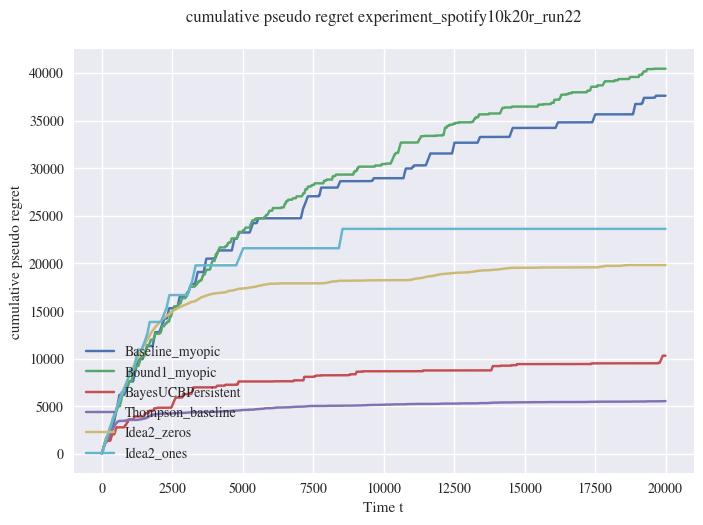 cumulative pseudo regret experiment_spotify10k20r_run22
cumulative pseudo regret
40000
35000
30000
25000
20000
15000
10000
5000
0
Baseline_myopic
Bound1_myopic
BayesUCBPersistent
Thompson_baseline
Idea2_zeros
Idea2_ones
0 2500 5000 7500 10000 12500 15000 17500 20000
Time t